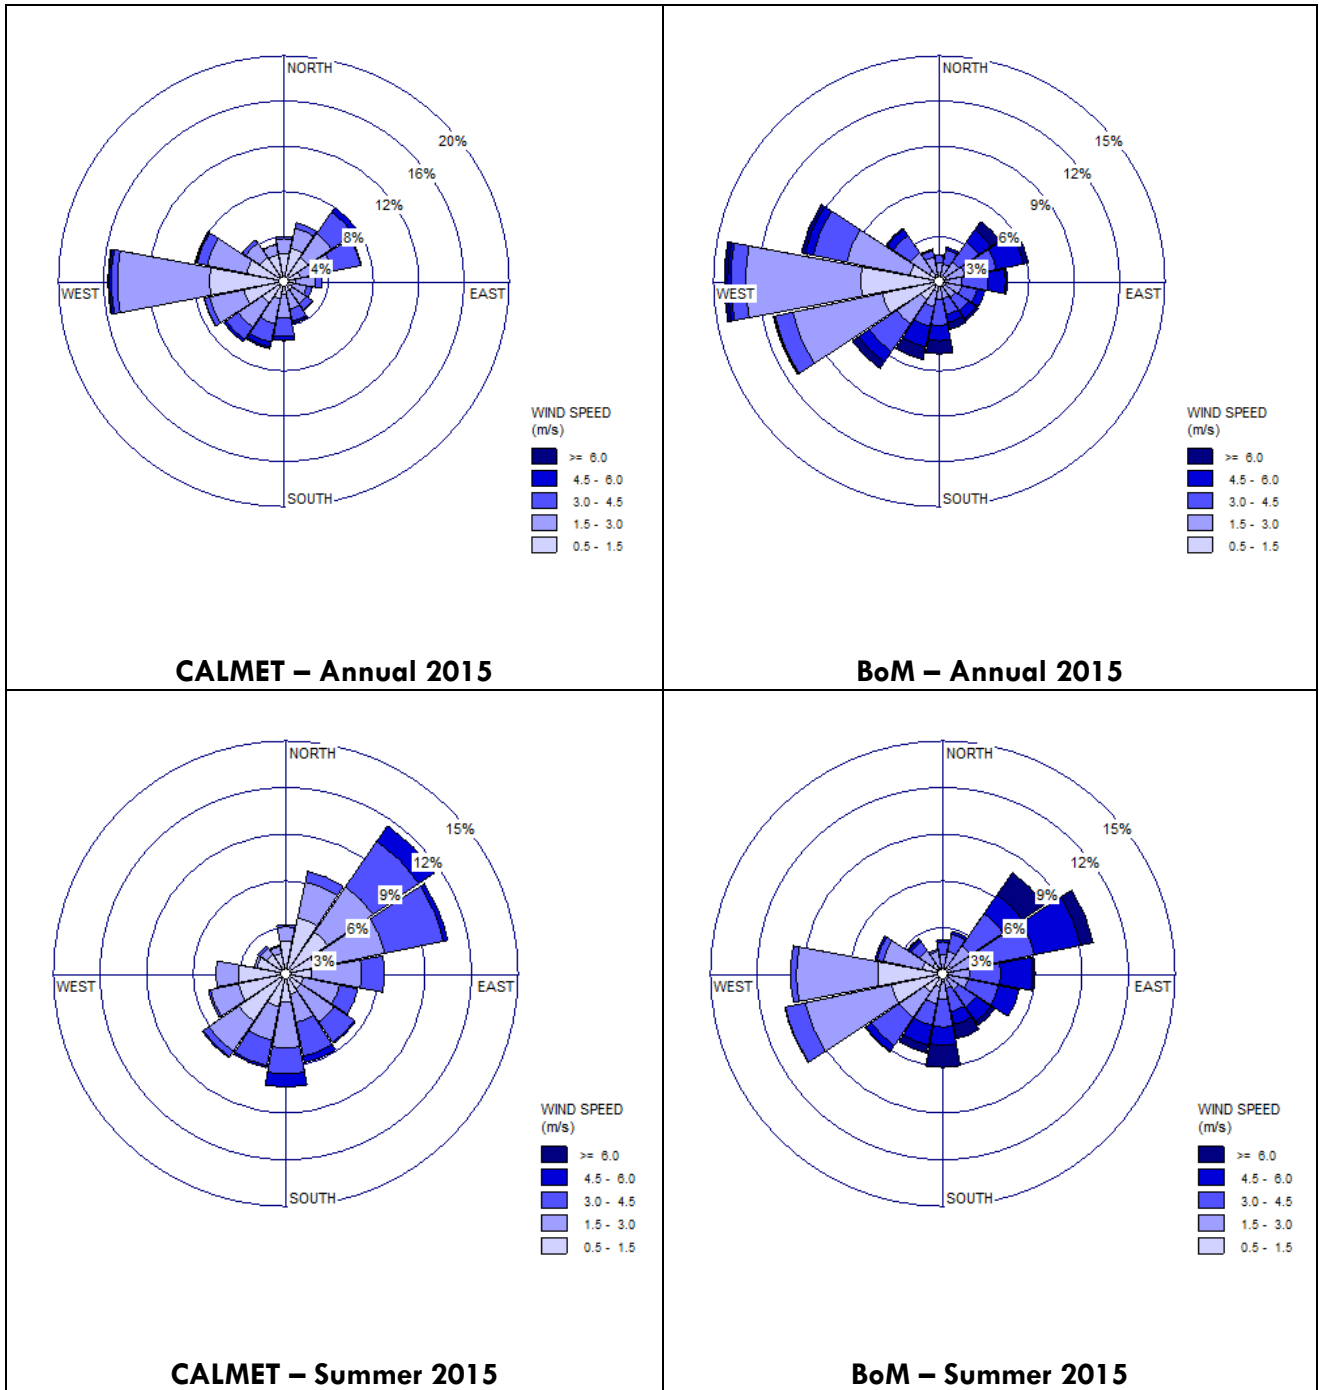 NORTH
20%
16%
12%
8%
4%
WEST
EAST
SOUTH
WIND SPEED
(m/s)
>= 6.0
4.5 - 6.0
3.0 - 4.5
1.5 - 3.0
0.5 - 1.5
CALMET – Annual 2015
NORTH
15%
12%
9%
6%
3%
WEST
EAST
SOUTH
WIND SPEED
(m/s)
>= 6.0
4.5 - 6.0
3.0 - 4.5
1.5 - 3.0
0.5 - 1.5
BoM – Annual 2015
NORTH
15%
12%
9%
6%
3%
WEST
EAST
SOUTH
WIND SPEED
(m/s)
>= 6.0
4.5 - 6.0
3.0 - 4.5
1.5 - 3.0
0.5 - 1.5
CALMET – Summer 2015
NORTH
15%
12%
9%
6%
3%
WEST
EAST
SOUTH
WIND SPEED
(m/s)
>= 6.0
4.5 - 6.0
3.0 - 4.5
1.5 - 3.0
0.5 - 1.5
BoM – Summer 2015